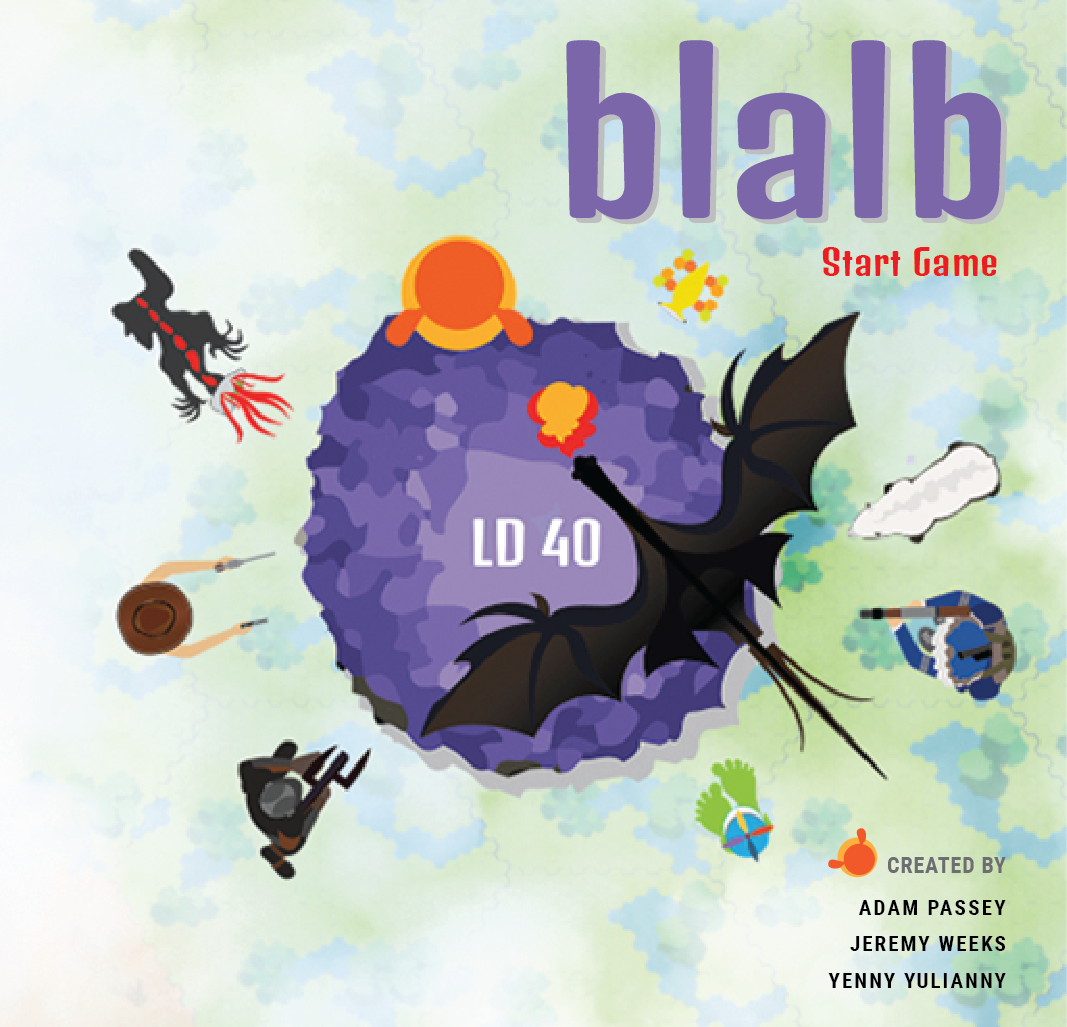 blalb
Start Game
LD 40
CREATED BY
ADAM PASSEY
JEREMY WEEKS
YENNY YULIANNY